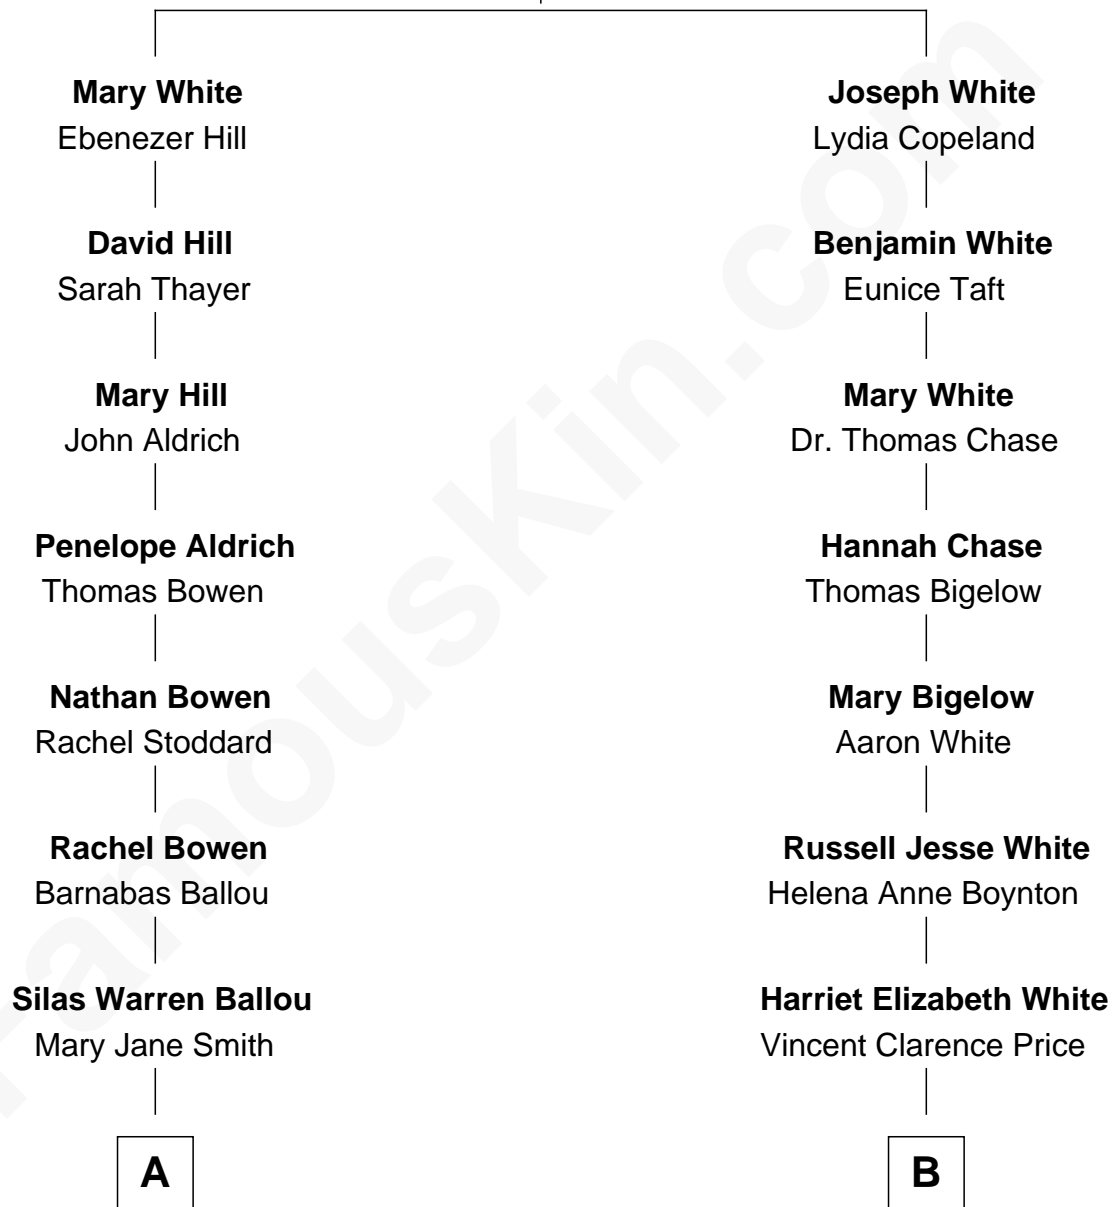 Mary White
Ebenezer Hill
David Hill
Sarah Thayer
Mary Hill
John Aldrich
Penelope Aldrich
Thomas Bowen
Nathan Bowen
Rachel Stoddard
Rachel Bowen
Barnabas Ballou
Silas Warren Ballou
Mary Jane Smith
A
Joseph White
Lydia Copeland
Benjamin White
Eunice Taft
Mary White
Dr. Thomas Chase
Hannah Chase
Thomas Bigelow
Mary Bigelow
Aaron White
Russell Jesse White
Helena Anne Boynton
Harriet Elizabeth White
Vincent Clarence Price
B
FamousKin.com